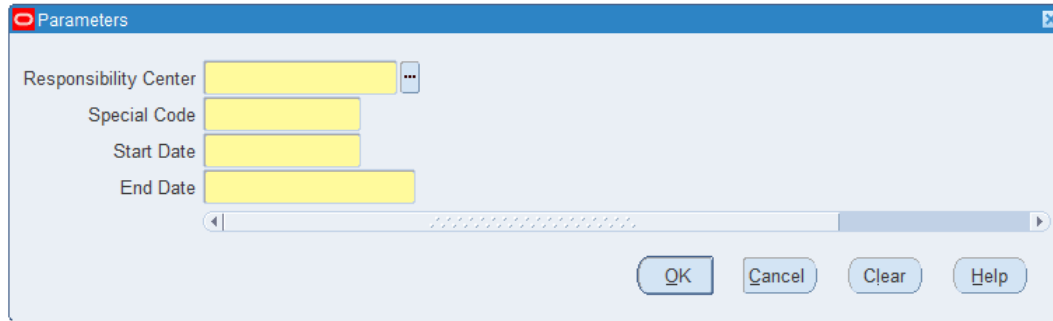 Parameters
Responsibility Center
Special Code
Start Date
End Date
OK Cancel Clear Help